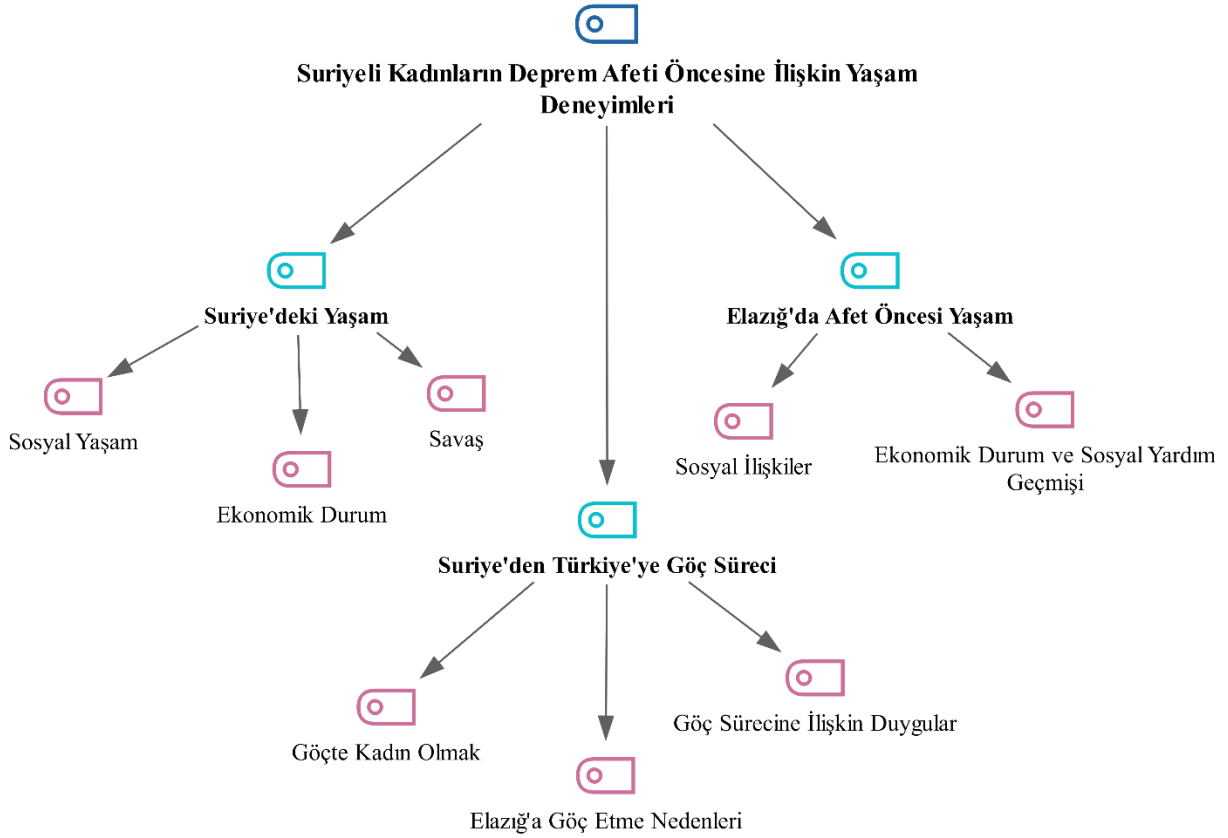 Suriyeli Kadınların Deprem Afeti Öncesine İlişkin Yaşam
Deneyimleri
Suriye'deki Yaşam
Elazığ'da Afet Öncesi Yaşam
Sosyal Yaşam
Savaş
Ekonomik Durum
Sosyal İlişkiler
Ekonomik Durum ve Sosyal Yardım
Geçmişi
Suriye'den Türkiye'ye Göç Süreci
Göçte Kadın Olmak
Göç Sürecine İlişkin Duygular
Elazığ'a Göç Etme Nedenleri